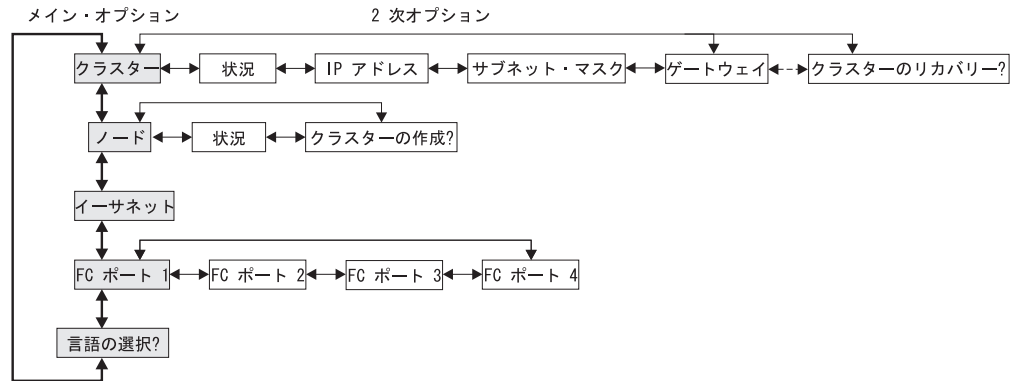 メイン・オプション 2 次オプション
クラスター 状況 IP アドレス サブネット・マスク ゲートウェイ クラスターのリカバリー?
ノード 状況 クラスターの作成?
イーサネット
FC ポート 1 FC ポート 2 FC ポート 3 FC ポート 4
言語の選択?